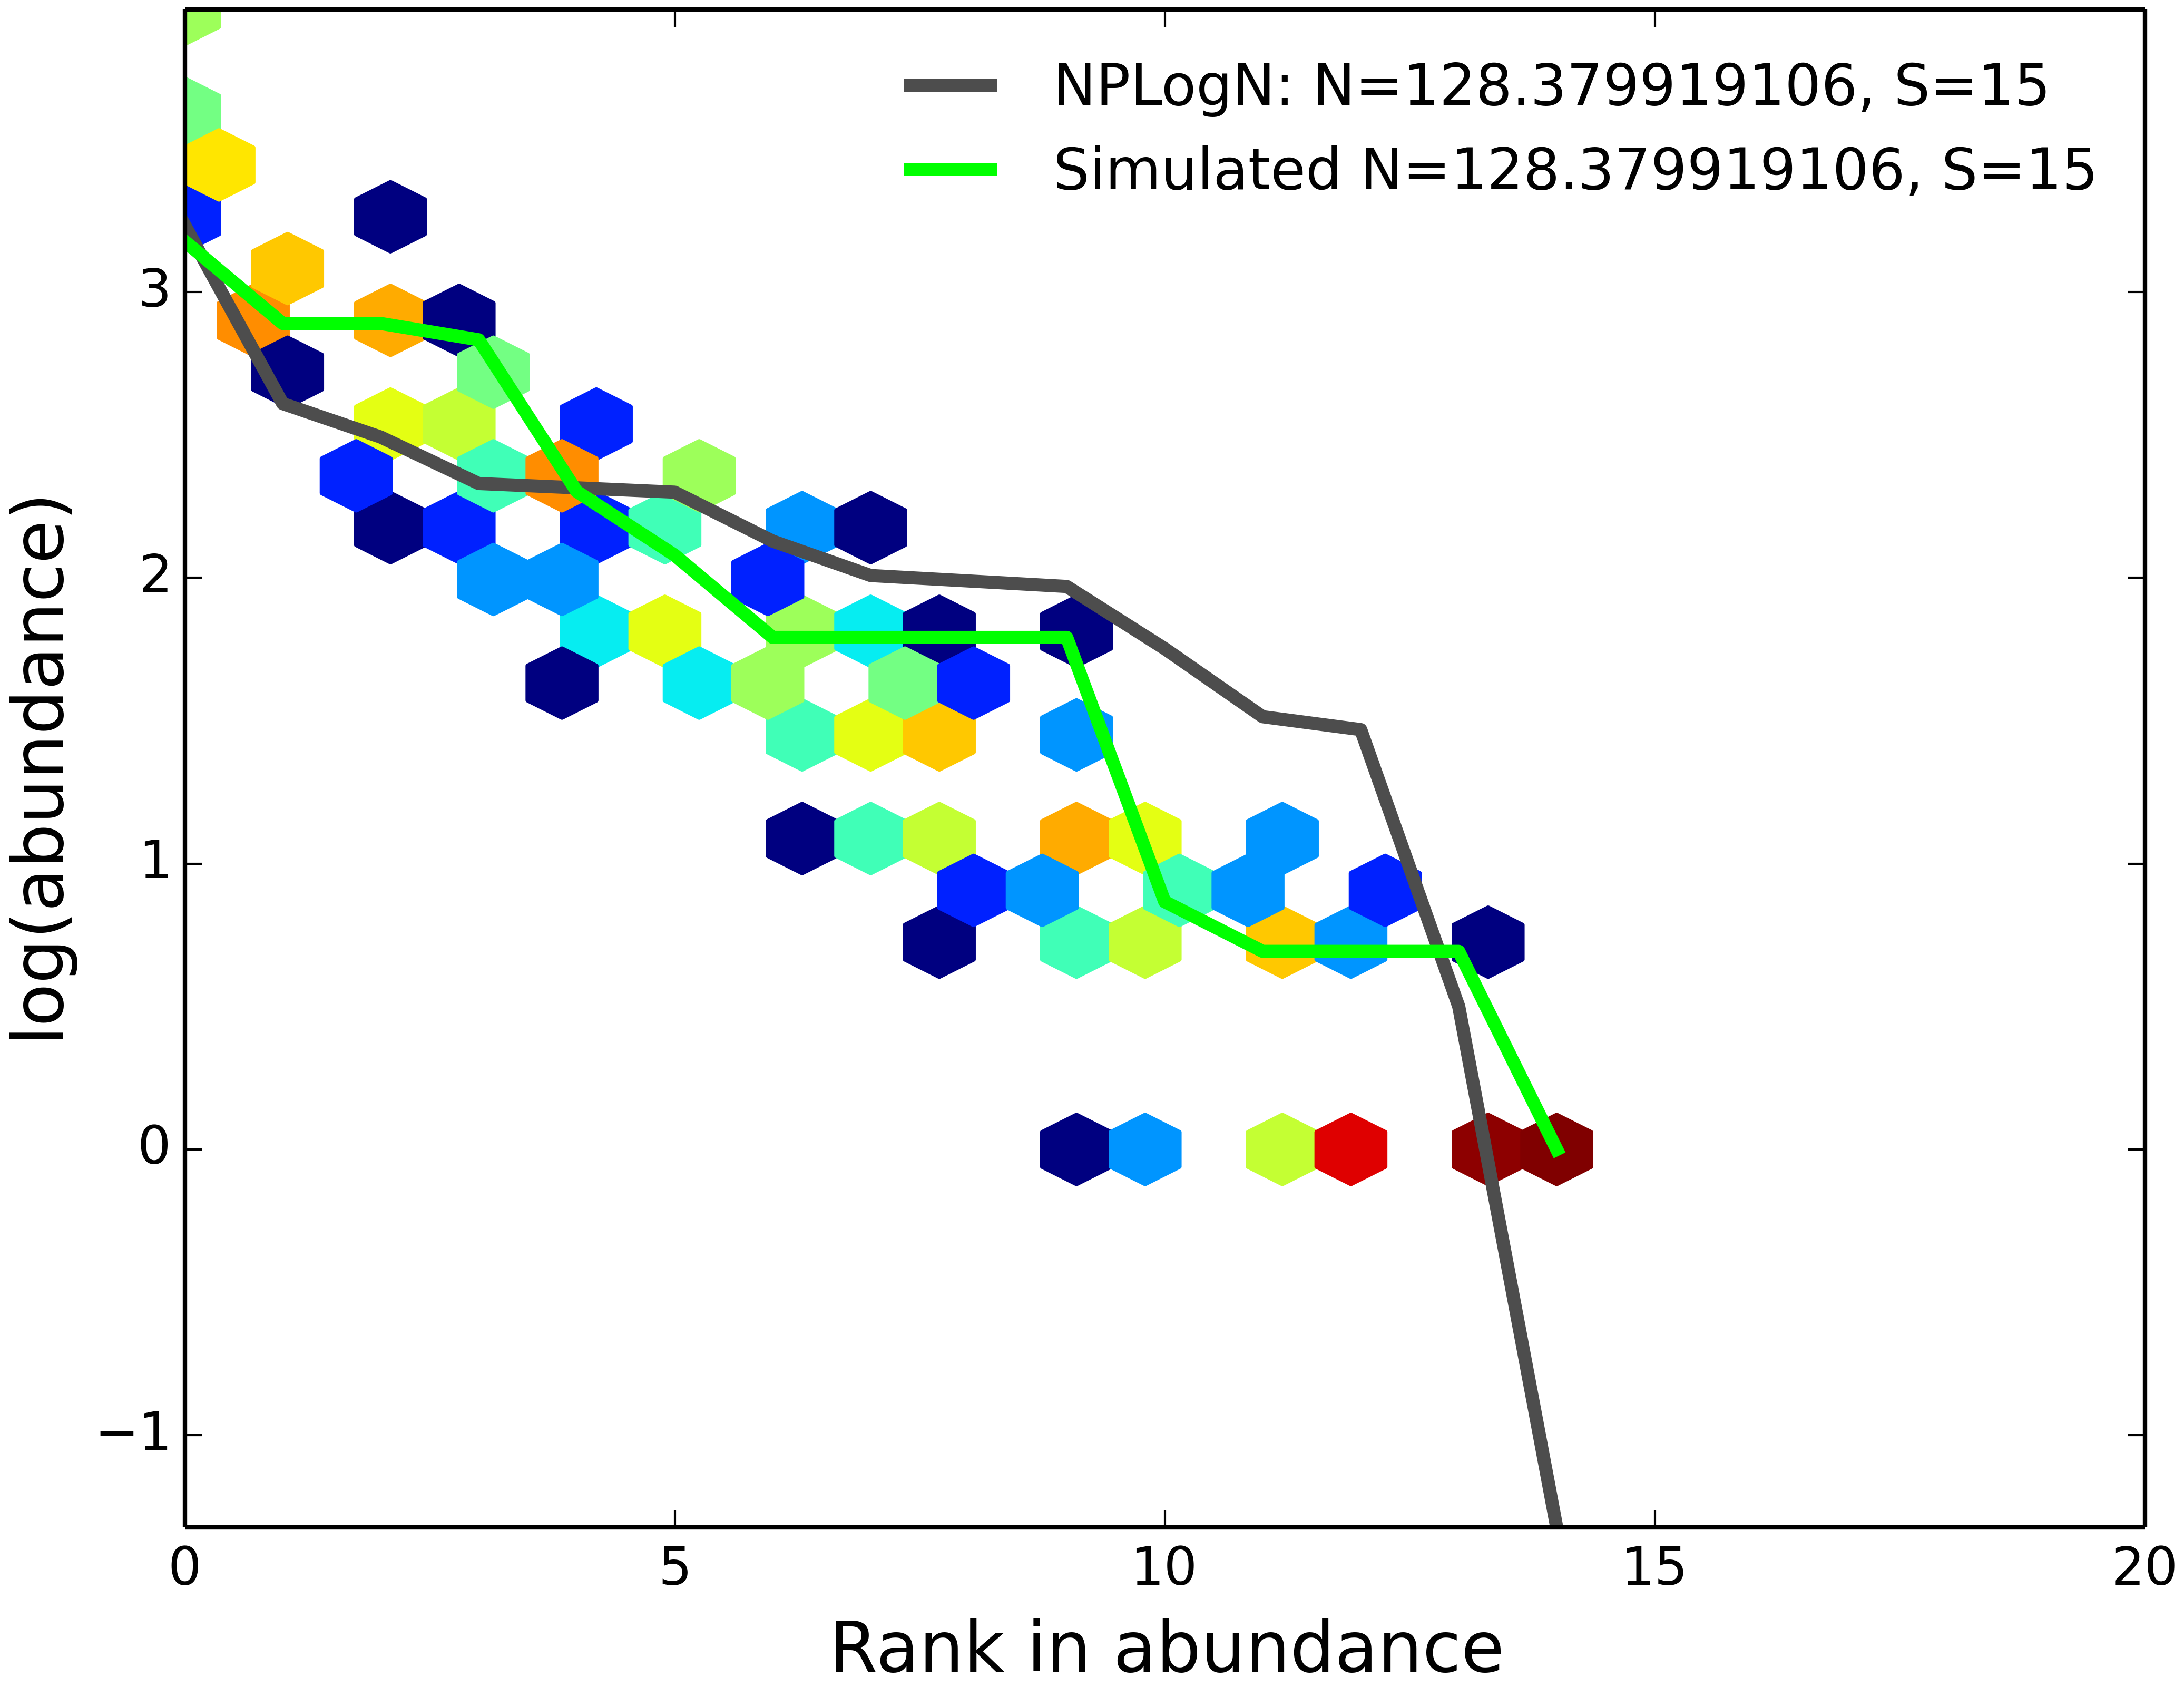 NPLogN: N=128.379919106, S=15
Simulated N=128.379919106, S=15
log(abundance)
3
2
1
0
−1
0 5 10 15 20
Rank in abundance